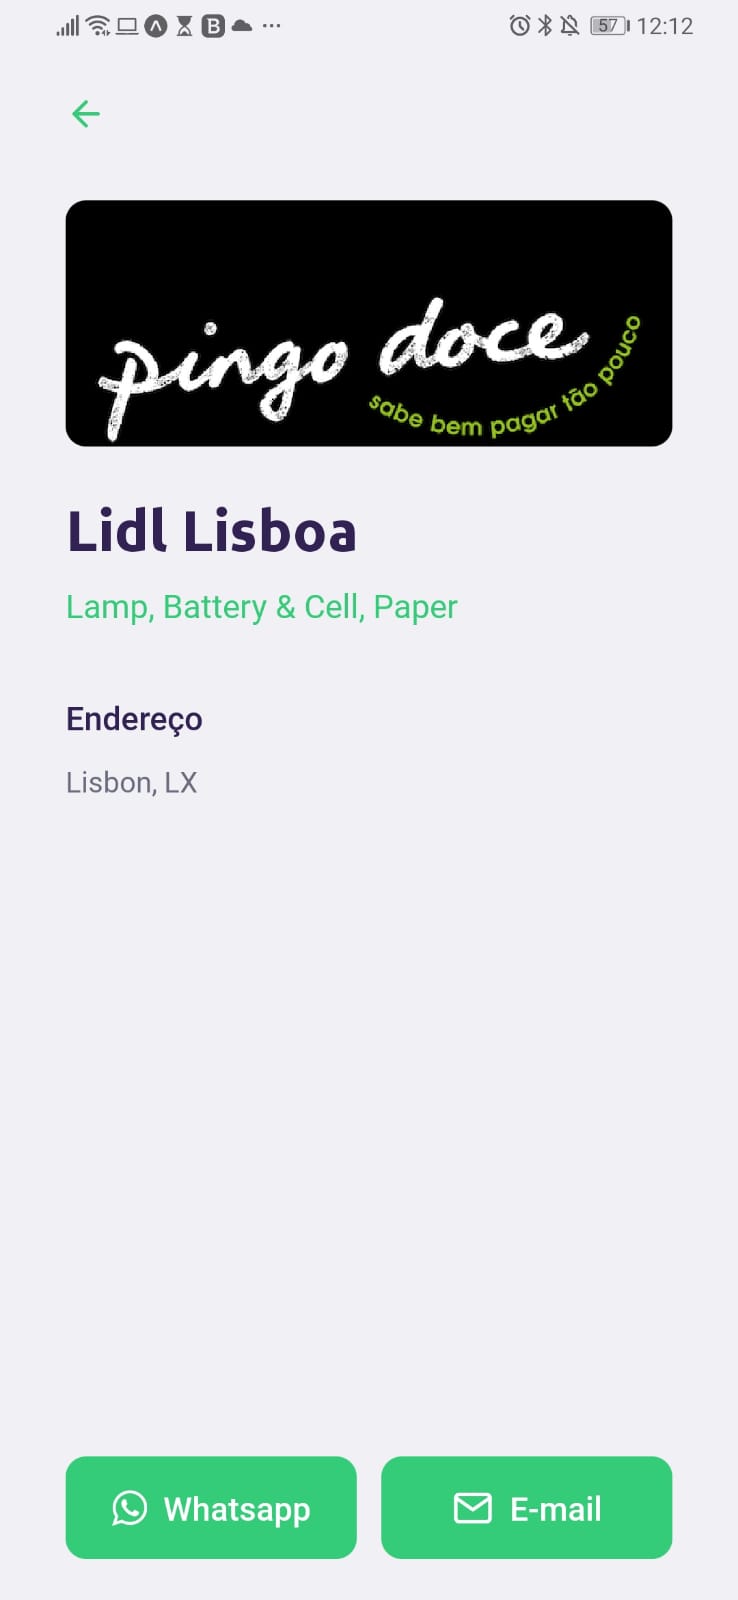 B ... 57 12:12
pingo doce
sabe bem pagar tão pouco
Lidl Lisboa
Lamp, Battery & Cell, Paper
Endereço
Lisbon, LX
Whatsapp E-mail